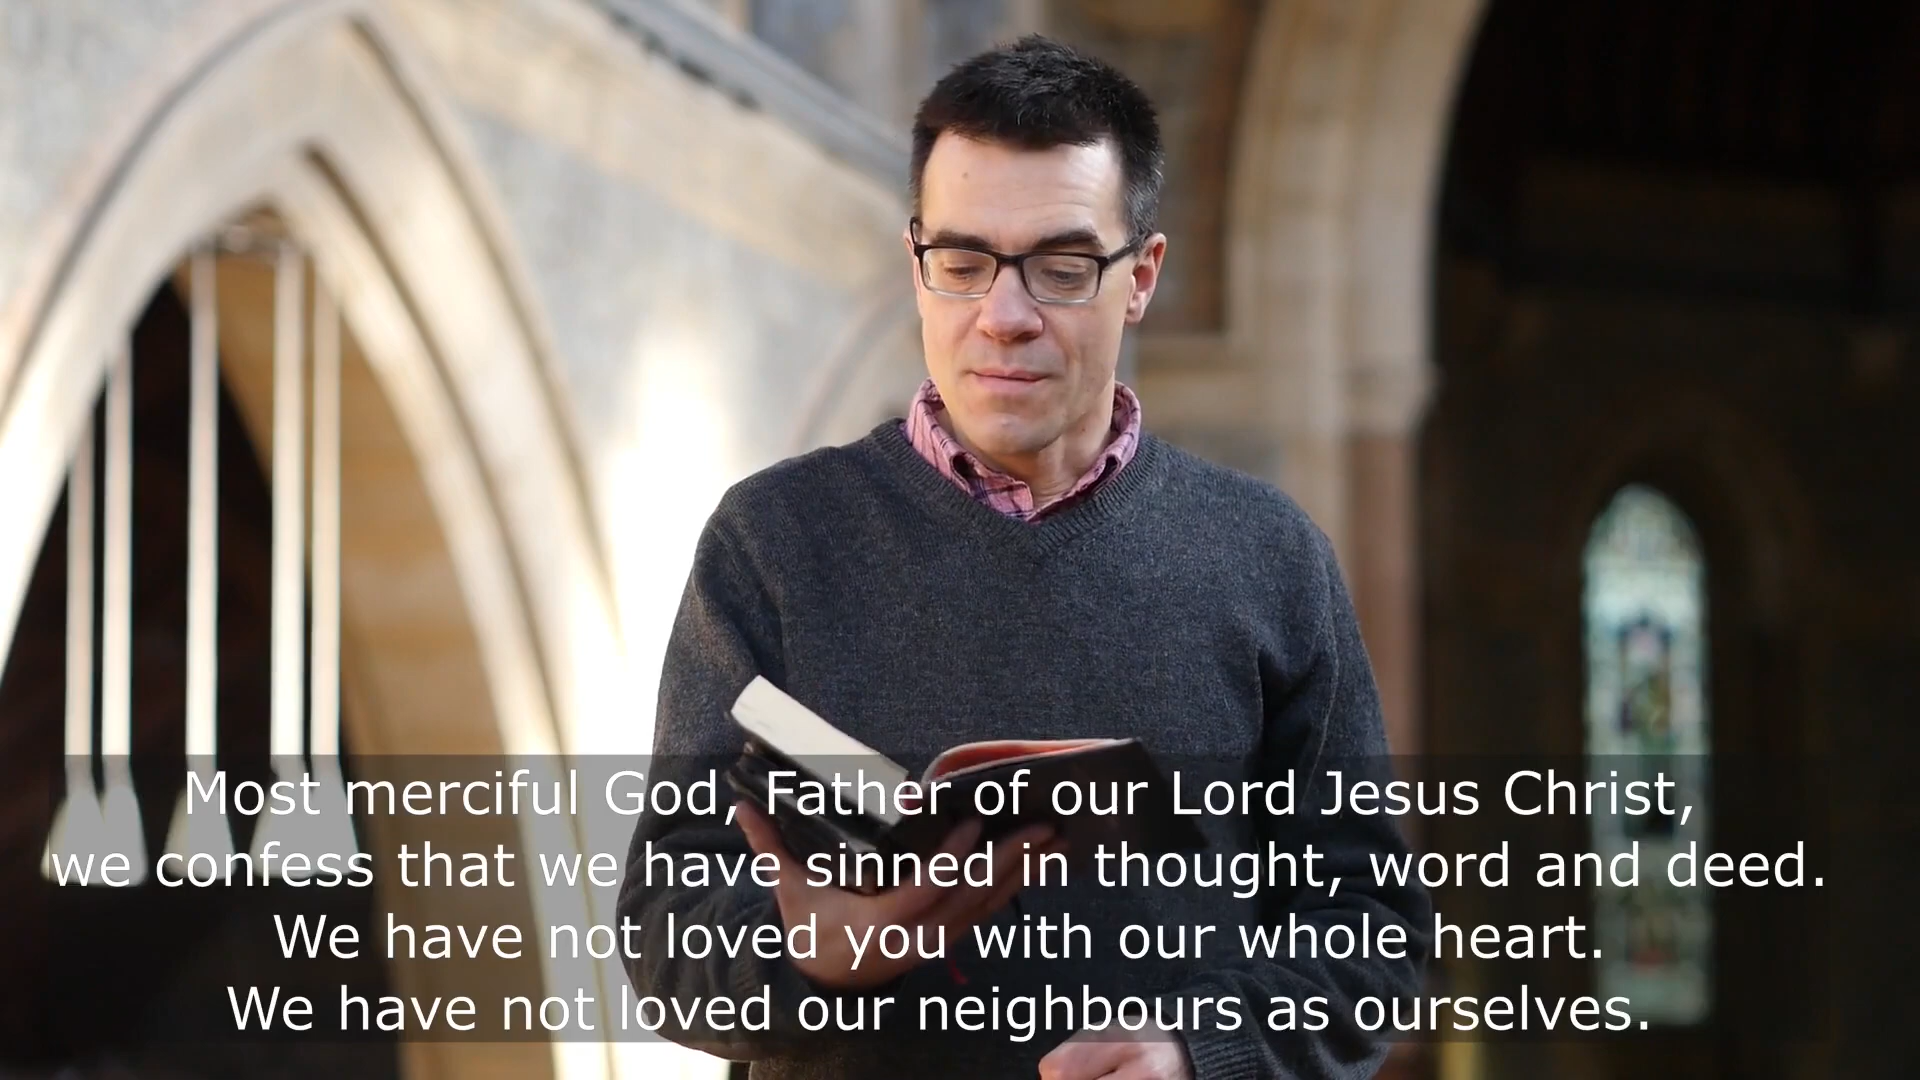 Most merciful God, Father of our Lord Jesus Christ,
we confess that we have sinned in thought, word and deed.
We have not loved you with our whole heart.
We have not loved our neighbours as ourselves.